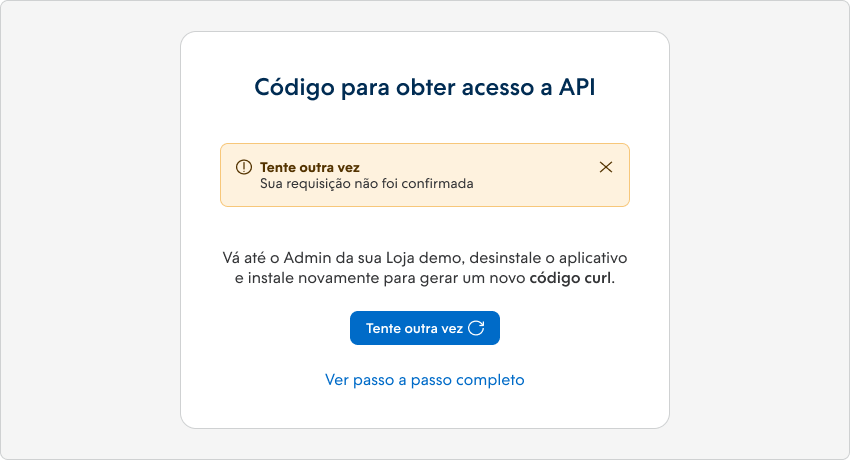 Código para obter acesso a API
Tente outra vez
Sua requisição não foi confirmada
Vá até o Admin da sua Loja demo, desinstale o aplicativo
e instale novamente para gerar um novo código curl.
Tente outra vez
Ver passo a passo completo